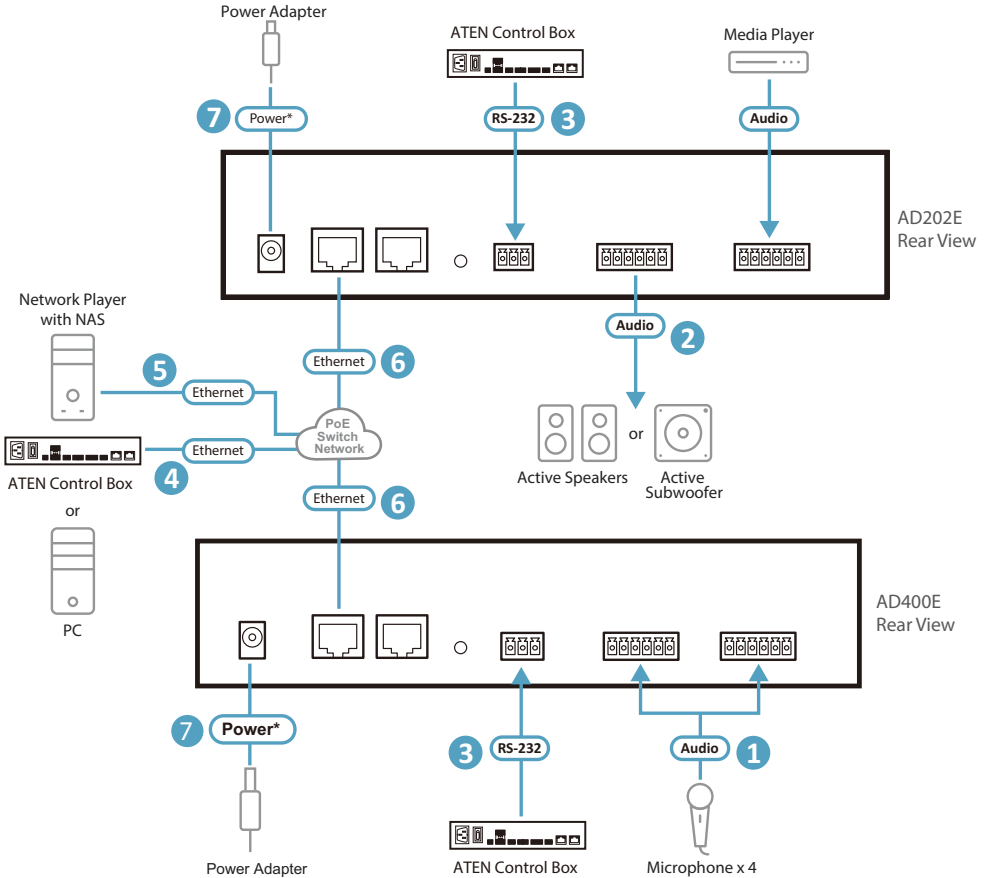 Power Adapter
ATEN Control Box
Media Player
7
Power*
RS-232
3
Audio
AD202E
Rear View
Network Player
with NAS
Audio
2
5
Ethernet
Ethernet
6
PoE
Switch
Network
or
Active Speakers
Active
Subwoofer
Ethernet
4
ATEN Control Box
or
PC
Ethernet
6
AD400E
Rear View
7
Power*
3
RS-232
Audio
1
Power Adapter
ATEN Control Box
Microphone x 4